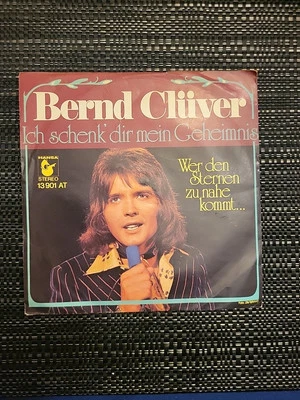 Bernd Clüver
Ich schenk' dir mein Geheimnis
HANSA
STEREO
13 901 AT
Wer den
Sternen
zu nahe
kommt...